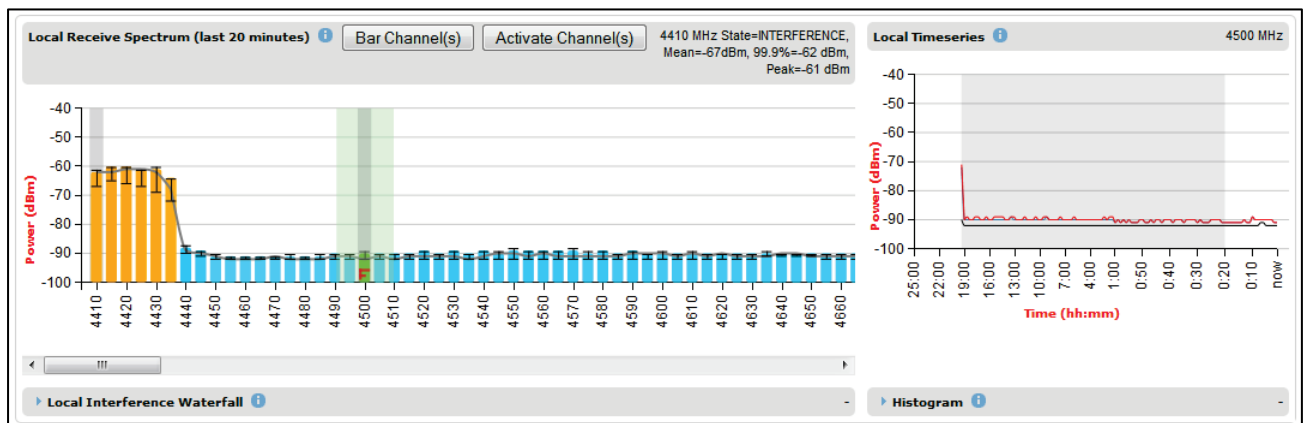 Local Receive Spectrum (last 20 minutes) i Bar Channel(s) Activate Channel(s) 4410 MHz State=INTERFERENCE,
Mean=-67dBm, 99.9%=-62 dBm,
Peak=-61 dBm
-40
-50
-60
-70
-80
-90
-100
Power (dBm)
F
4410 4420 4430 4440 4450 4460 4470 4480 4490 4500 4510 4520 4530 4540 4550 4560 4570 4580 4590 4600 4610 4620 4630 4640 4650 4660
Local Interference Waterfall i -
Local Timeseries i 4500 MHz
-40
-50
-60
-70
-80
-90
-100
Power (dBm)
25:00 22:00 19:00 16:00 13:00 10:00 7:00 4:00 1:00 0:50 0:40 0:30 0:20 0:10 now
Time (hh:mm)
Histogram i -